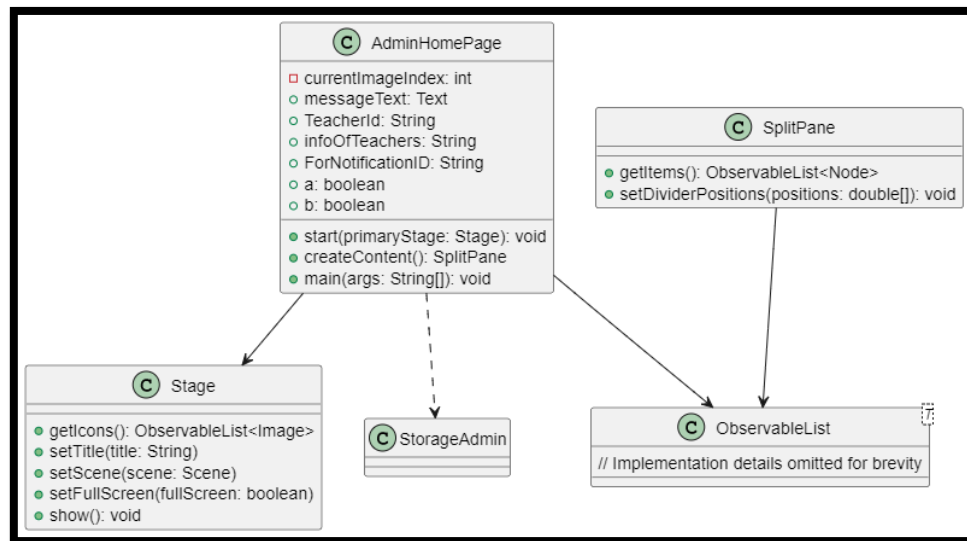 C AdminHomePage
currentImageIndex: int
messageText: Text
TeacherId: String
infoOfTeachers: String
ForNotificationID: String
a: boolean
b: boolean
start(primaryStage: Stage): void
createContent(): SplitPane
main(args: String[]): void
C SplitPane
getItems(): ObservableList<Node>
setDividerPositions(positions: double[]): void
C Stage
getIcons(): ObservableList<Image>
setTitle(title: String)
setScene(scene: Scene)
setFullScreen(fullScreen: boolean)
show(): void
C StorageAdmin
T
C ObservableList
// Implementation details omitted for brevity